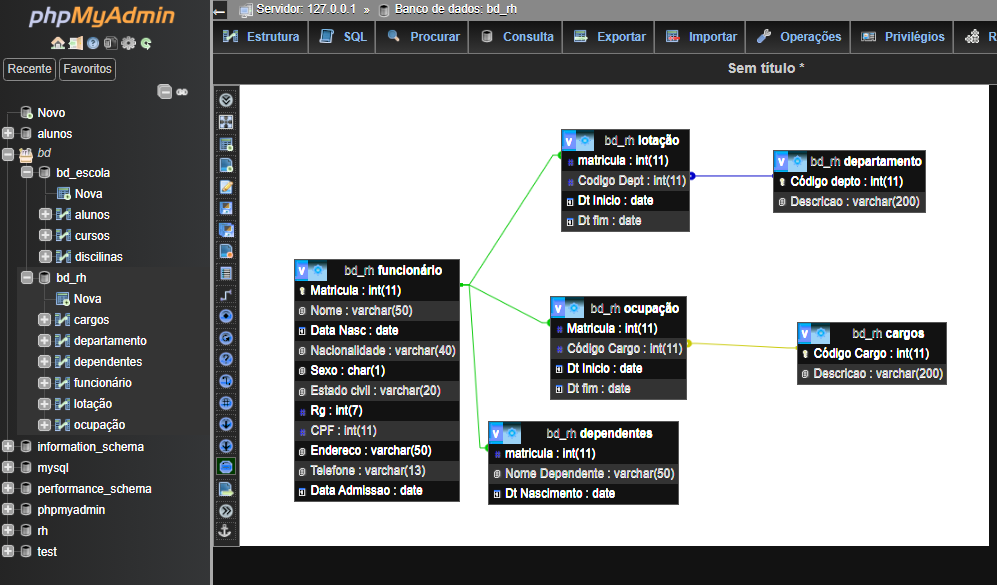 phpMyAdmin
Recente Favoritos
Novo
alunos
bd
bd_escola
Nova
alunos
cursos
discilinas
bd_rh
Nova
cargos
departamento
dependentes
funcionário
lotação
ocupação
information_schema
mysql
performance_schema
phpmyadmin
rh
test
Servidor: 127.0.0.1 » Banco de dados: bd_rh
Estrutura SQL Procurar Consulta Exportar Importar Operações Privilégios R
Sem título *
V bd_rh lotação
matricula : int(11)
Codigo Dept : int(11)
Dt Inicio : date
Dt fim : date
V bd_rh departamento
Código depto : int(11)
Descricao : varchar(200)
V bd_rh funcionário
Matricula : int(11)
Nome : varchar(50)
Data Nasc : date
Nacionalidade : varchar(40)
Sexo : char(1)
Estado civil : varchar(20)
Rg : int(7)
CPF : int(11)
Endereco : varchar(50)
Telefone : varchar(13)
Data Admissao : date
V bd_rh ocupação
Matricula : int(11)
Código Cargo : int(11)
Dt Inicio : date
Dt fim : date
V bd_rh cargos
Código Cargo : int(11)
Descricao : varchar(200)
V bd_rh dependentes
matricula : int(11)
Nome Dependente : varchar(50)
Dt Nascimento : date